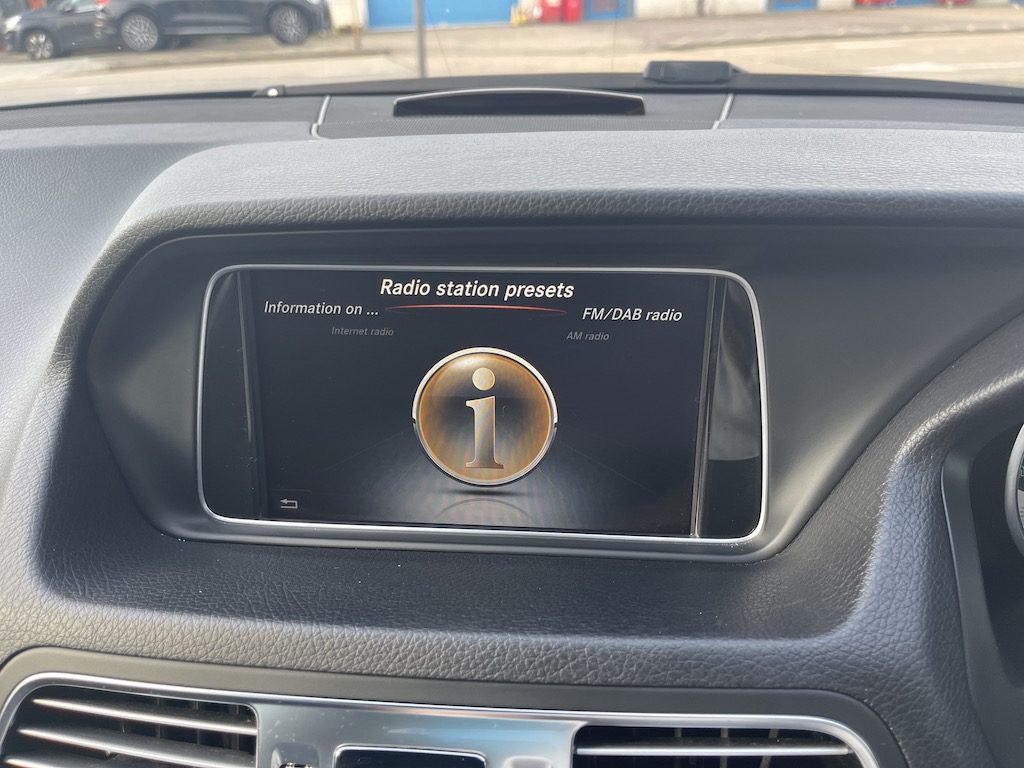 Radio station presets
Information on ...
FM/DAB radio
Internet radio
AM radio
i